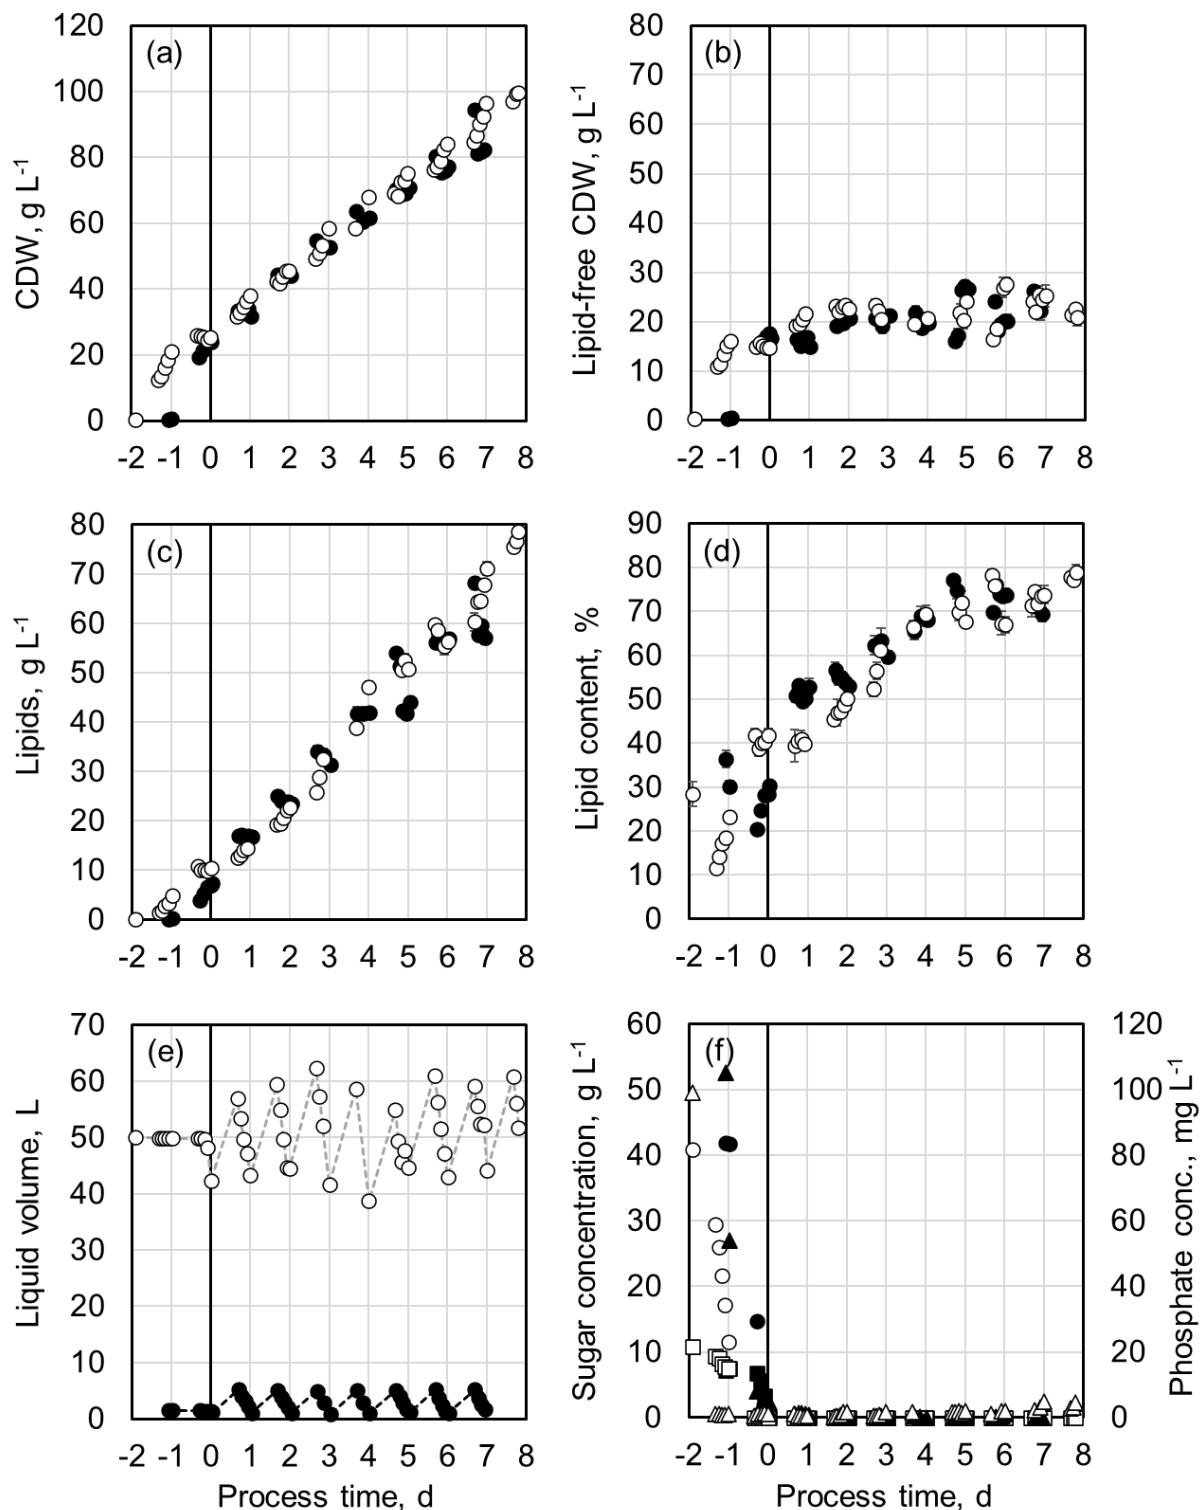 (a)
CDW, g L⁻¹
120
100
80
60
40
20
0
-2 -1 0 1 2 3 4 5 6 7 8
(b)
Lipid-free CDW, g L⁻¹
80
70
60
50
40
30
20
10
0
-2 -1 0 1 2 3 4 5 6 7 8
(c)
Lipids, g L⁻¹
80
70
60
50
40
30
20
10
0
-2 -1 0 1 2 3 4 5 6 7 8
(d)
Lipid content, %
90
80
70
60
50
40
30
20
10
0
-2 -1 0 1 2 3 4 5 6 7 8
(e)
Liquid volume, L
70
60
50
40
30
20
10
0
-2 -1 0 1 2 3 4 5 6 7 8
Process time, d
(f)
Sugar concentration, g L⁻¹
60
50
40
30
20
10
0
120
100
80
60
40
20
0
Phosphate conc., mg L⁻¹
-2 -1 0 1 2 3 4 5 6 7 8
Process time, d